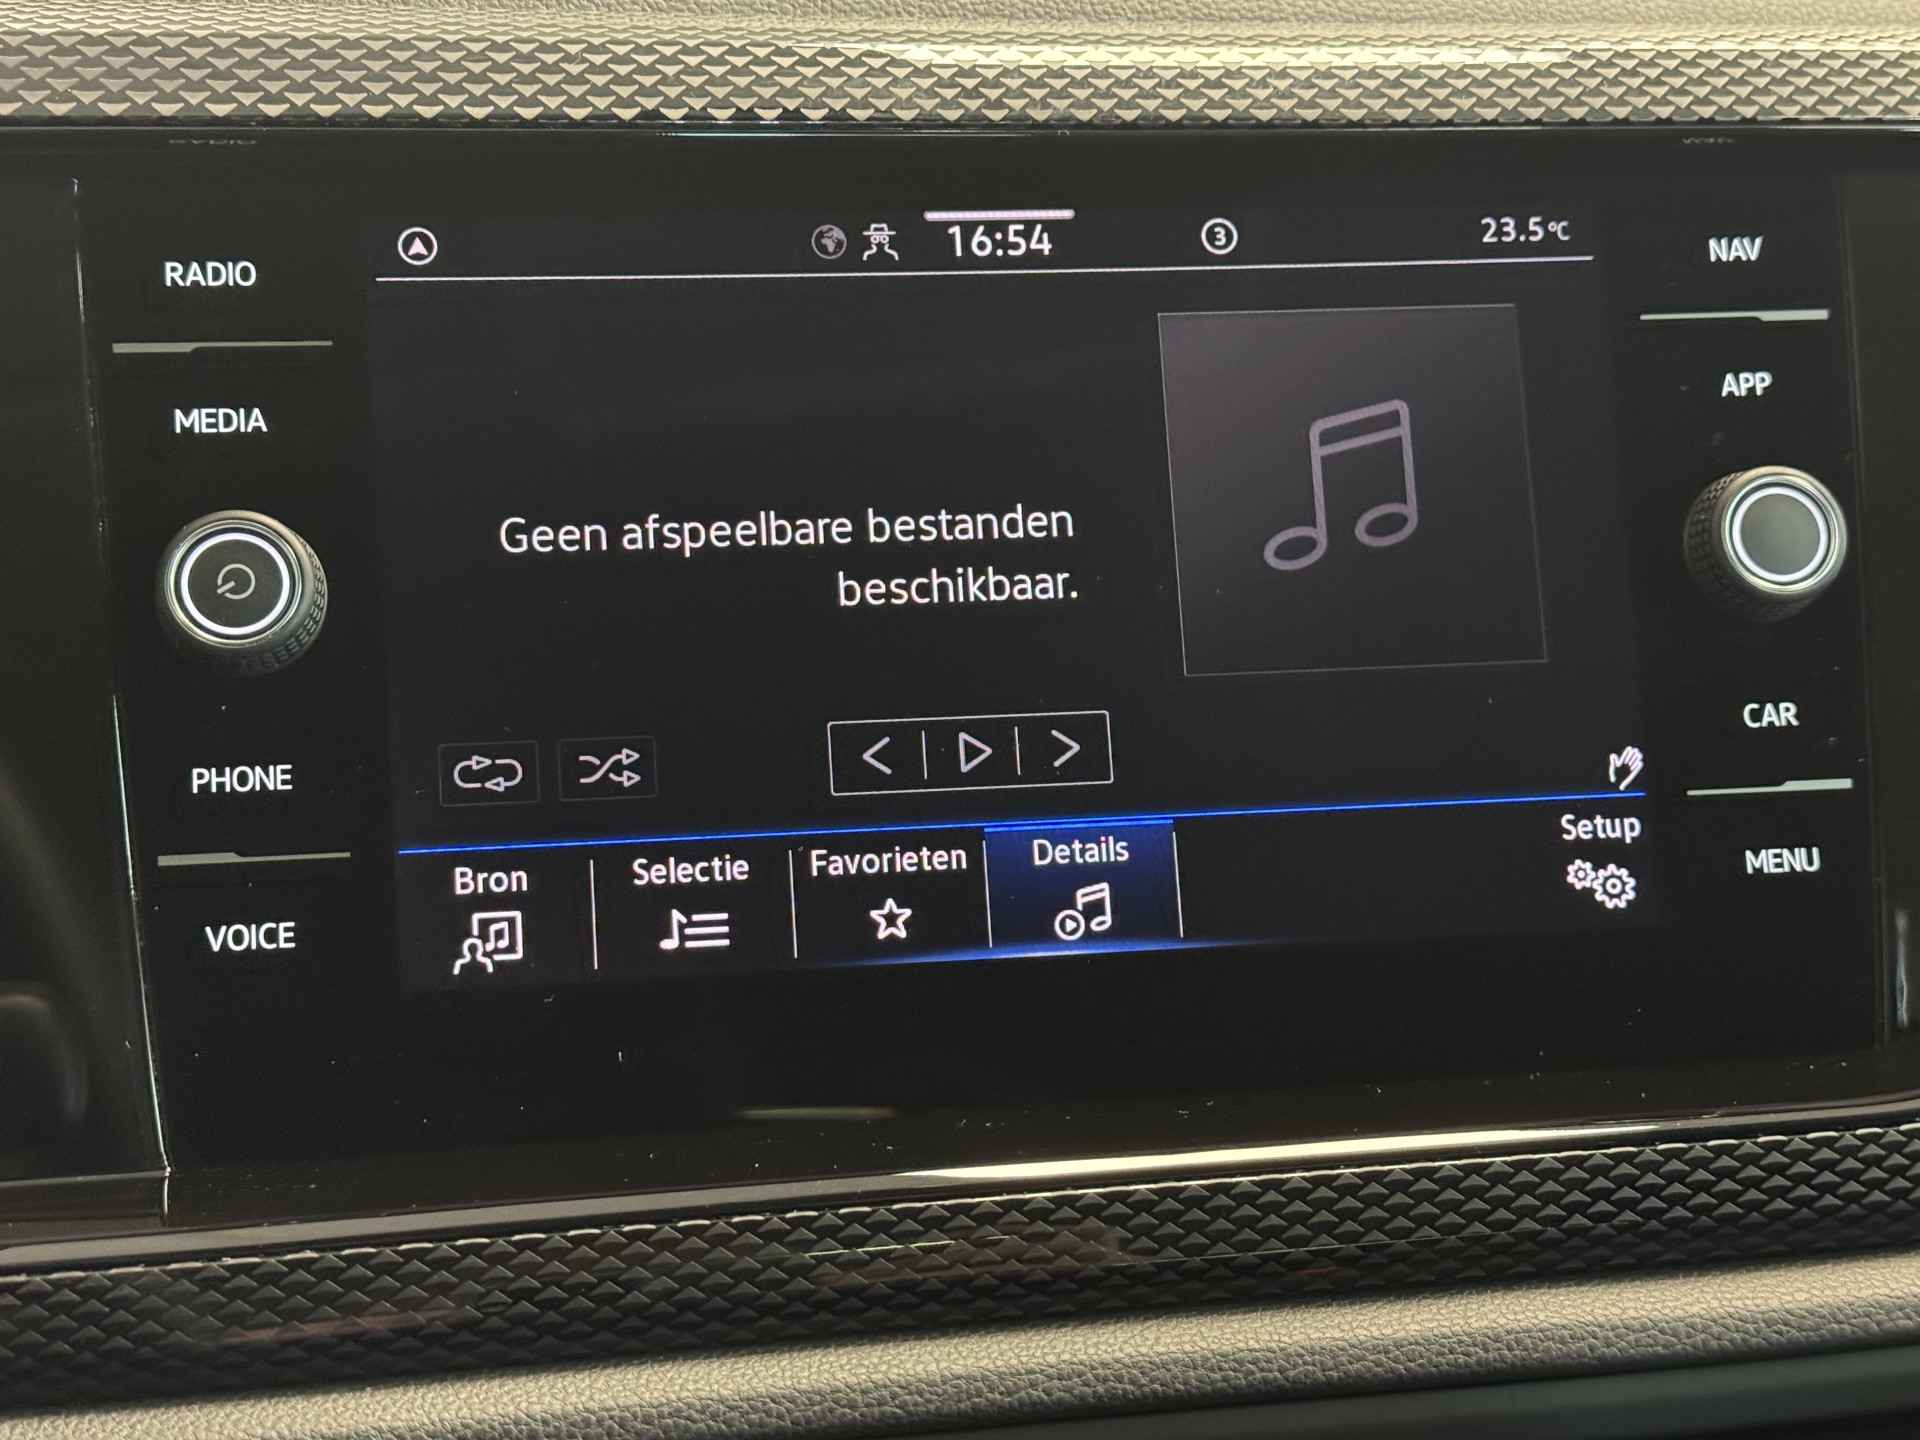 RADIO
MEDIA
PHONE
VOICE
16:54
3
23.5°C
Geen afspeelbare bestanden
beschikbaar.
Bron
Selectie
Favorieten
Details
Setup
NAV
APP
CAR
MENU